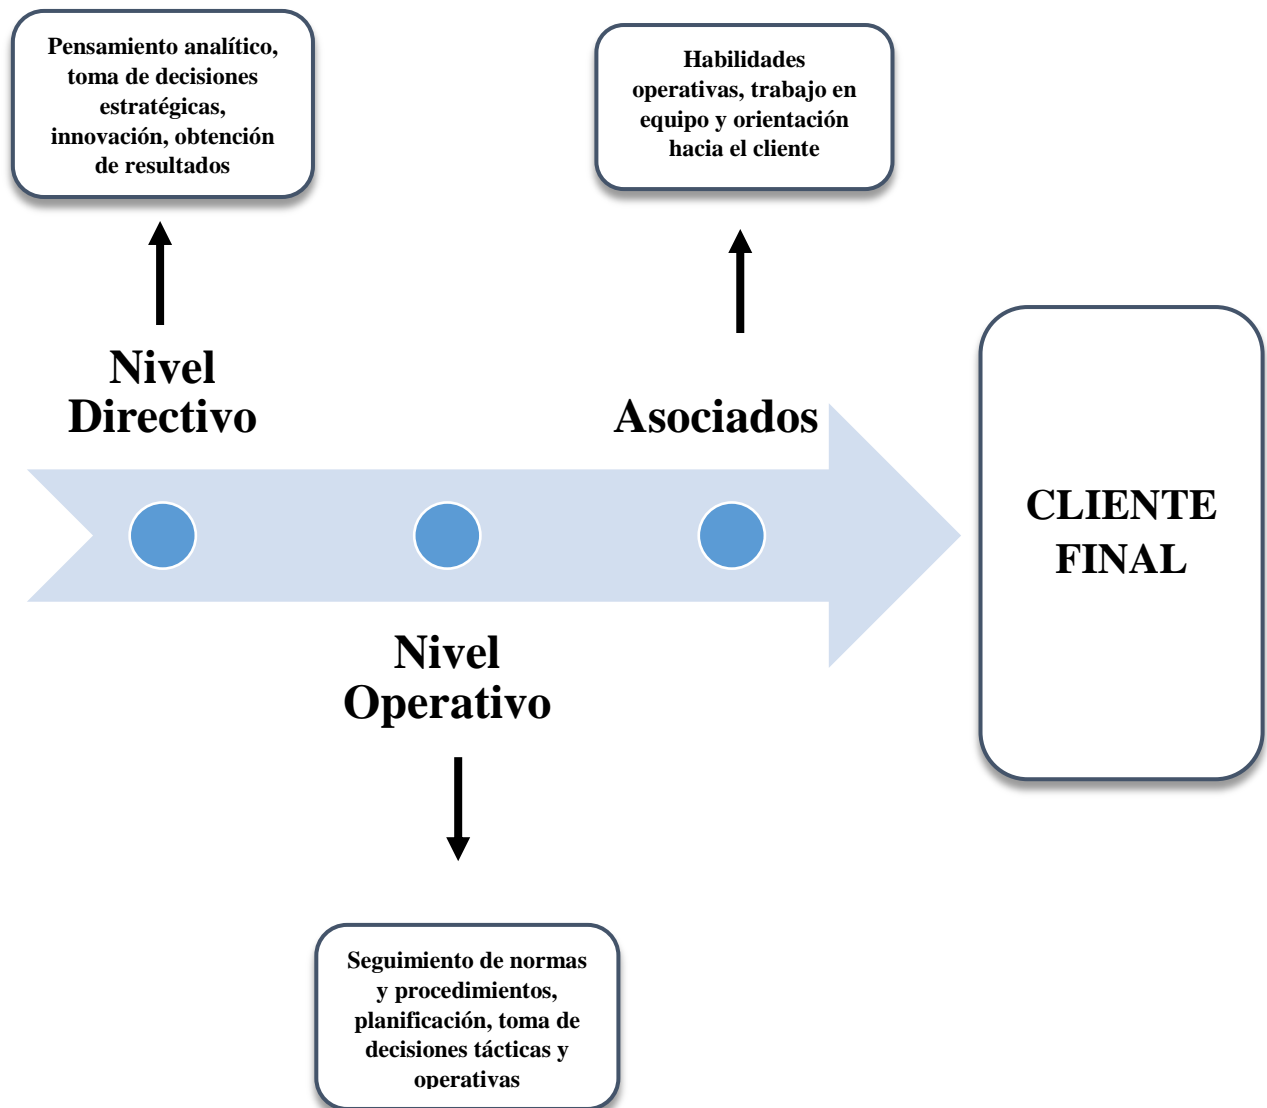 Pensamiento analítico,
toma de decisiones
estratégicas,
innovación, obtención
de resultados
Habilidades
operativas, trabajo en
equipo y orientación
hacia el cliente
Nivel
Directivo
Asociados
CLIENTE
FINAL
Nivel
Operativo
Seguimiento de normas
y procedimientos,
planificación, toma de
decisiones tácticas y
operativas